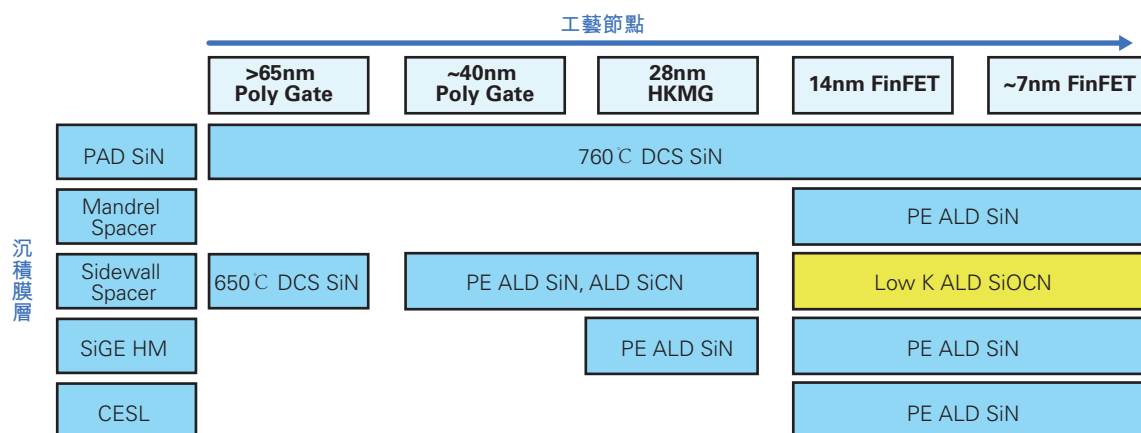 工藝節點
>65nm
Poly Gate
~40nm
Poly Gate
28nm
HKMG
14nm FinFET
~7nm FinFET
沉積膜層
PAD SiN
760℃ DCS SiN
Mandrel
Spacer
PE ALD SiN
Sidewall
Spacer
650℃ DCS SiN
PE ALD SiN, ALD SiCN
Low K ALD SiOCN
SiGE HM
PE ALD SiN
PE ALD SiN
CESL
PE ALD SiN